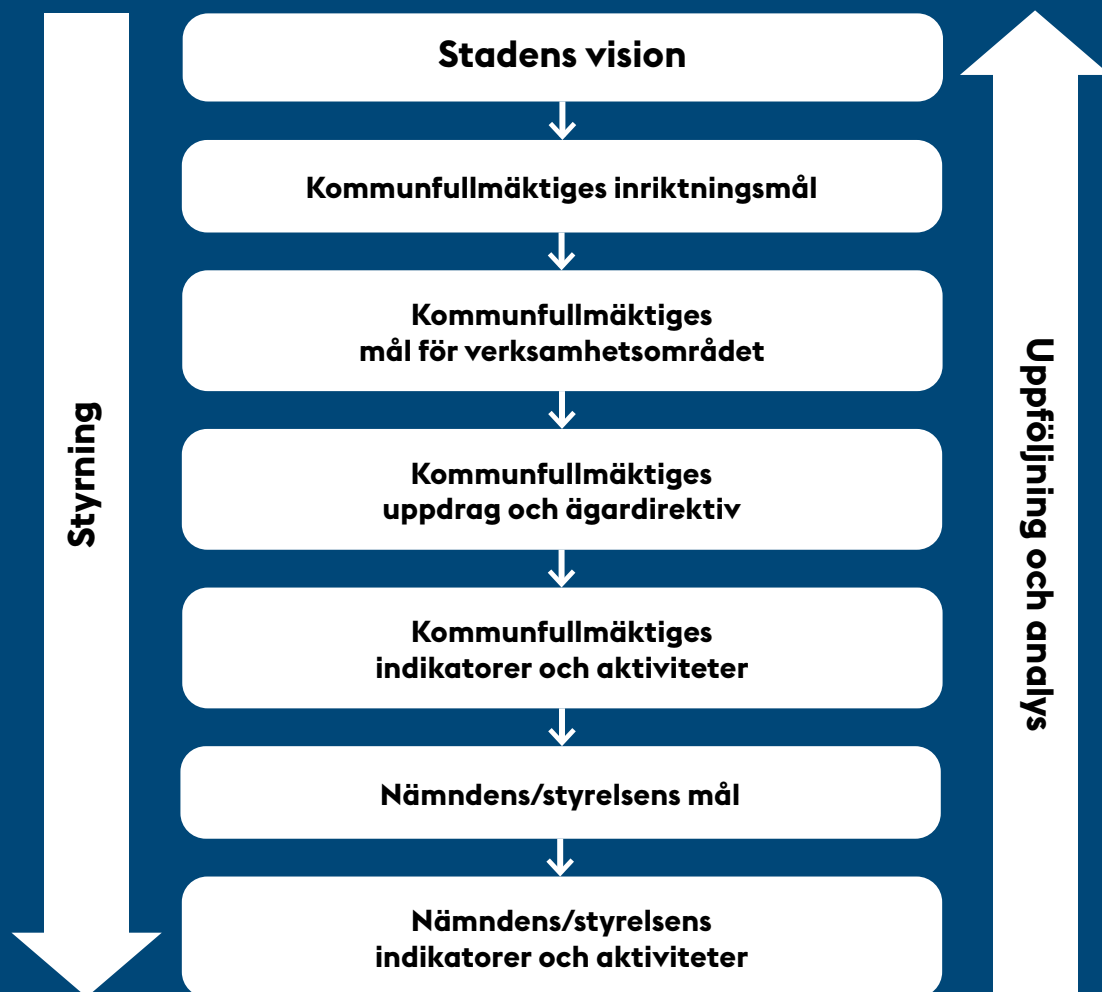 Stadens vision
Kommunfullmäktiges inriktningsmål
Kommunfullmäktiges
mål för verksamhetsområdet
Kommunfullmäktiges
uppdrag och ägardirektiv
Kommunfullmäktiges
indikatorer och aktiviteter
Nämndens/styrelsens mål
Nämndens/styrelsens
indikatorer och aktiviteter
Styrning
Uppföljning och analys